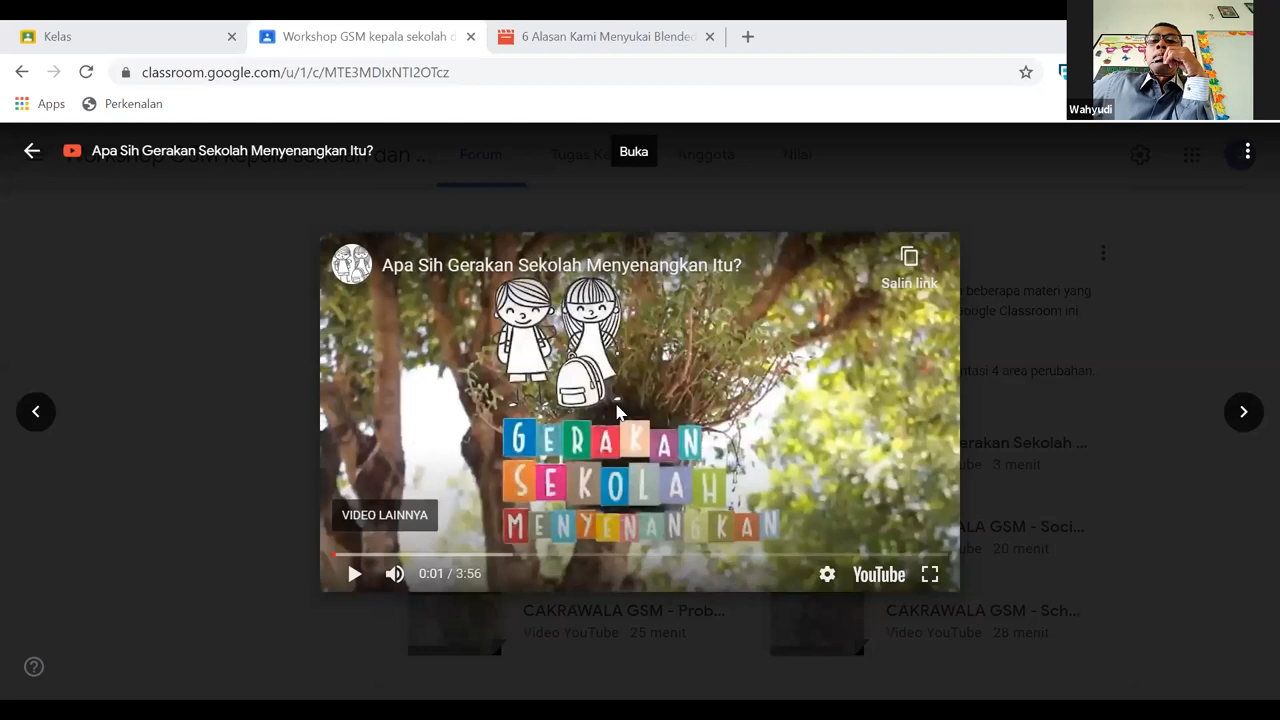 Kelas
Workshop GSM kepala sekolah d
6 Alasan Kami Menyukai Blended
classroom.google.com/u/1/c/MTE3MDIxNTI2OTcz
Apps
Perkenalan
Wahyudi
Apa Sih Gerakan Sekolah Menyenangkan Itu?
Buka
Forum
Anggota
Nilai
Apa Sih Gerakan Sekolah Menyenangkan Itu?
Salin link
GERAKAN
SEKOLAH
MENYENANGKAN
VIDEO LAINNYA
0:01 / 3:56
YouTube
beberapa materi yang
oogle Classroom ini
ntasi 4 area perubahan.
erakan Sekolah ...
ube 3 menit
LA GSM - Soci...
ube 20 menit
CAKRAWALA GSM - Prob...
Video YouTube 25 menit
CAKRAWALA GSM - Sch...
Video YouTube 28 menit